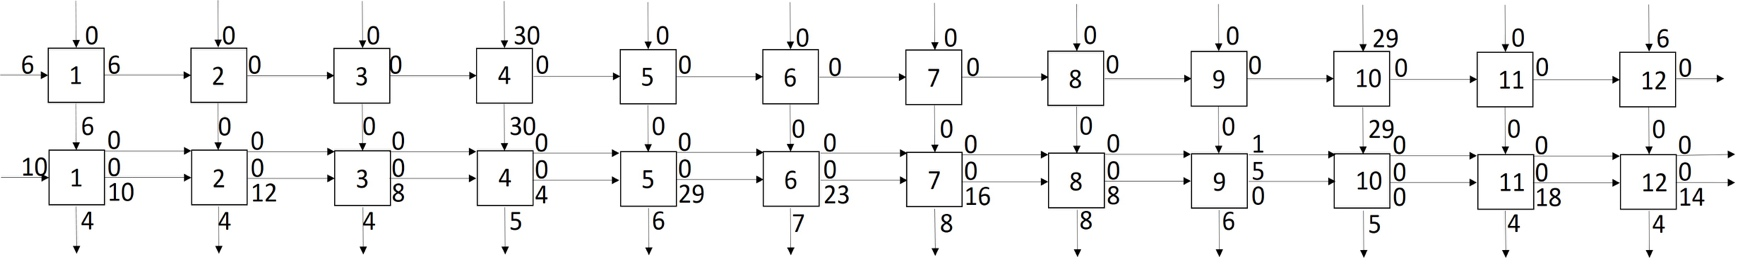 0 0 0 30 0 0 0 0 0 29 0 6
6 1 6 2 0 3 0 4 0 5 0 6 0 7 0 8 0 9 0 10 0 11 0 12 0
6 0 0 30 0 0 0 0 0 29 0 0
0 0 0 0 0 0 0 0 1 0 0 0
10 1 0 2 0 3 0 4 0 5 0 6 0 7 0 8 0 9 5 10 0 11 0 12 0
10 12 8 4 29 23 16 8 0 0 18 14
4 4 4 5 6 7 8 8 6 5 4 4